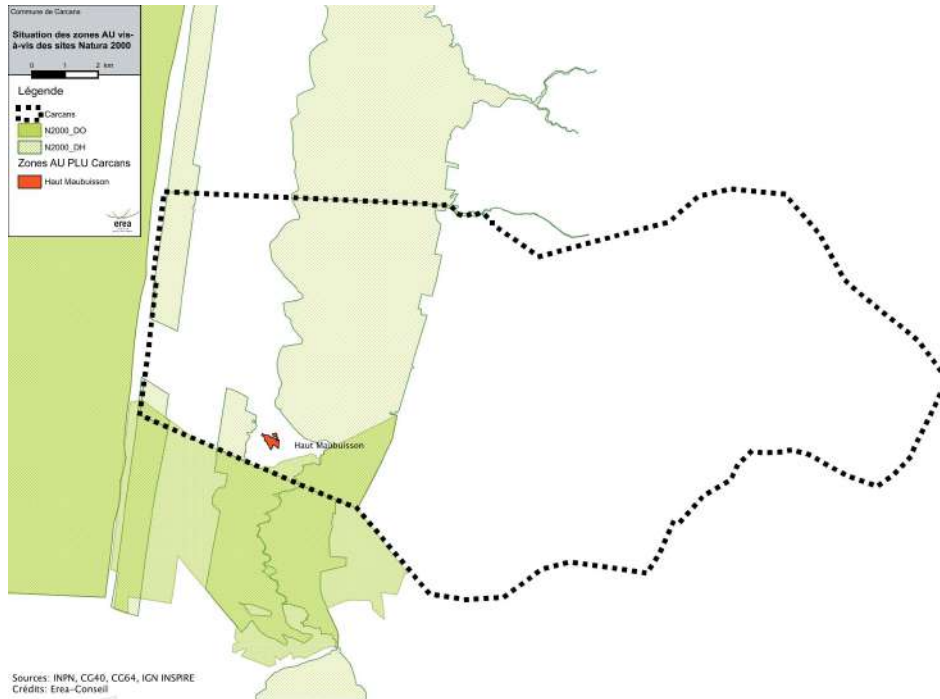 Commune de Carcans
Situation des zones AU vis-
à-vis des sites Natura 2000
0 1 2 km
Légende
Carcans
N2000_DO
N2000_DH
Zones AU PLU Carcans
Haut Maubuisson
erea
Haut Maubuisson
Sources: INPN, CG40, CG64, IGN INSPIRE
Crédits: Erea-Conseil